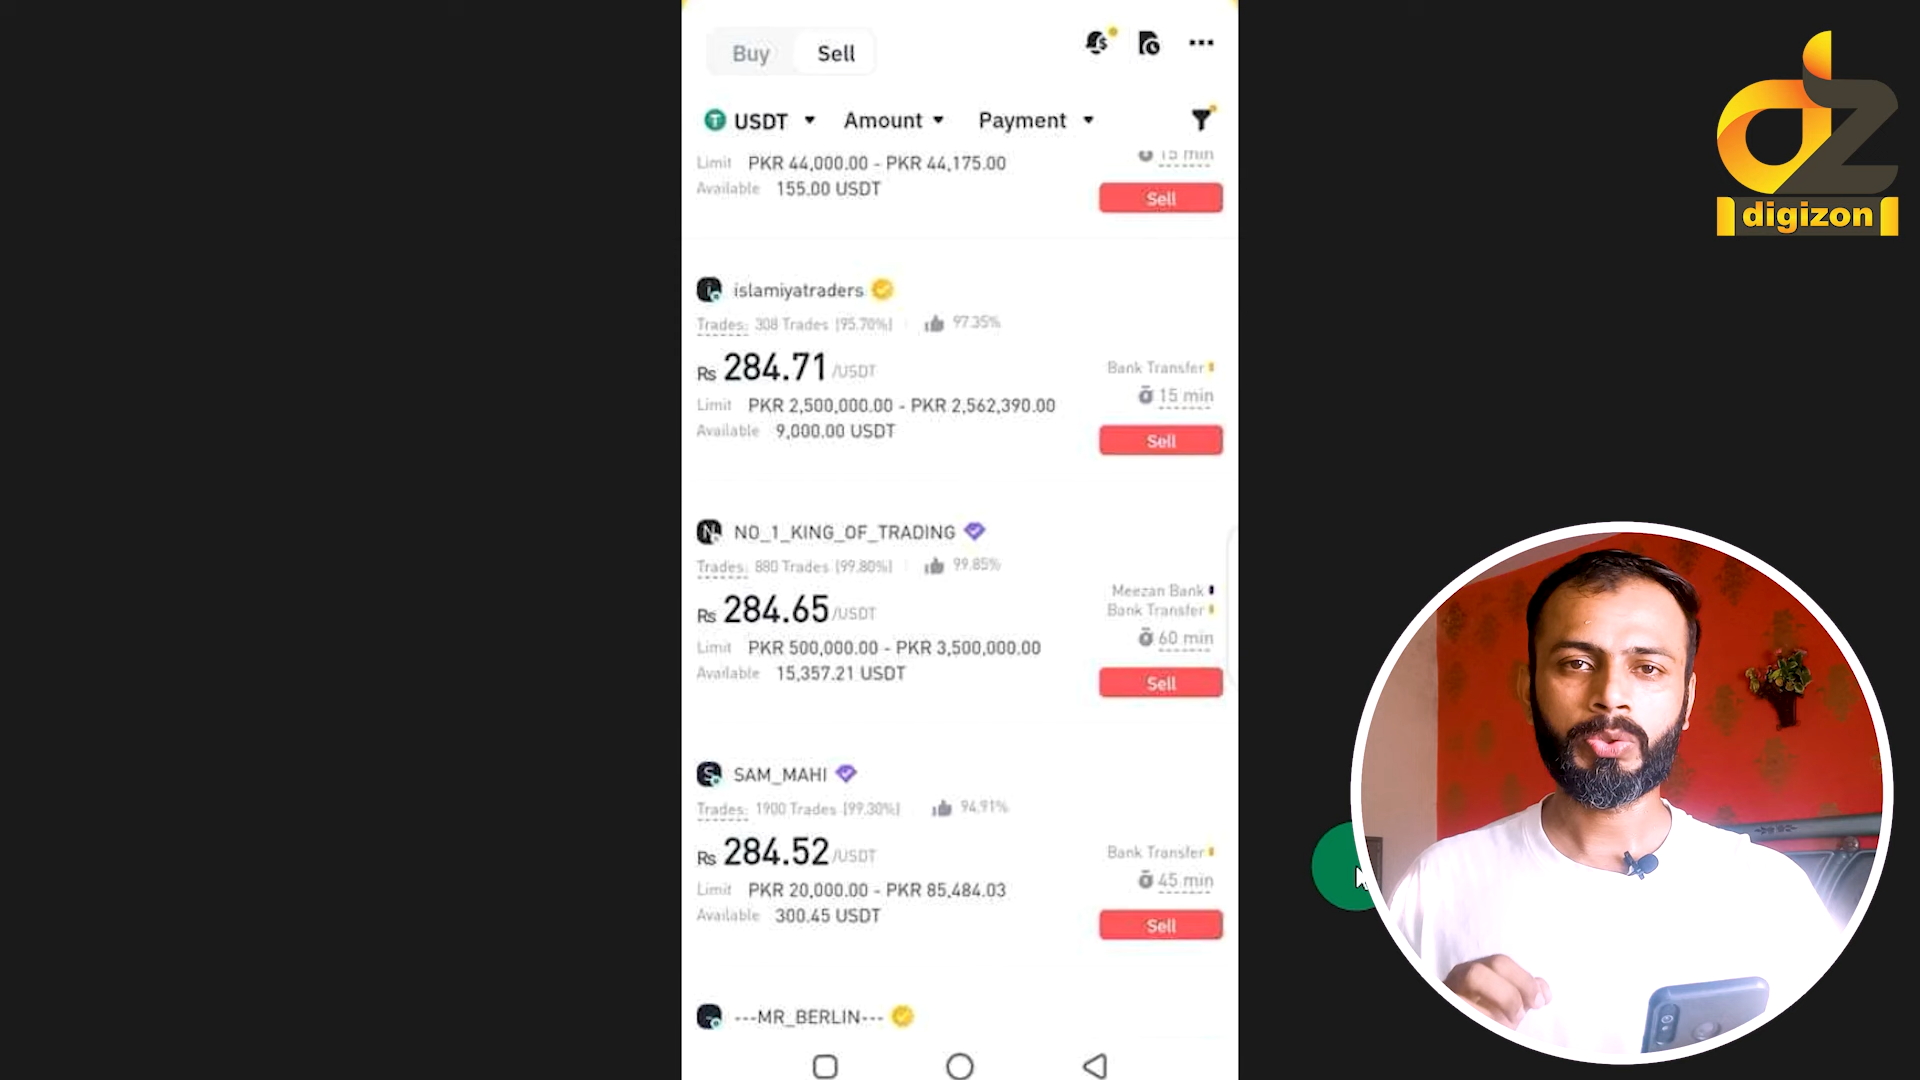 Buy Sell
USDT Amount Payment
Limit PKR 44,000.00 - PKR 44,175.00
15 min
Available 155.00 USDT
Sell
islamiyatraders
Trades: 308 Trades (95.70%) 97.35%
Rs 284.71 /USDT
Bank Transfer
15 min
Limit PKR 2,500,000.00 - PKR 2,562,390.00
Available 9,000.00 USDT
Sell
NO_1_KING_OF_TRADING
Trades: 880 Trades (99.80%) 99.85%
Rs 284.65 /USDT
Meezan Bank
Bank Transfer
60 min
Limit PKR 500,000.00 - PKR 3,500,000.00
Available 15,357.21 USDT
Sell
SAM_MAHI
Trades: 1900 Trades (99.30%) 94.91%
Rs 284.52 /USDT
Bank Transfer
45 min
Limit PKR 20,000.00 - PKR 85,484.03
Available 300.45 USDT
Sell
---MR_BERLIN---
dz
digizon